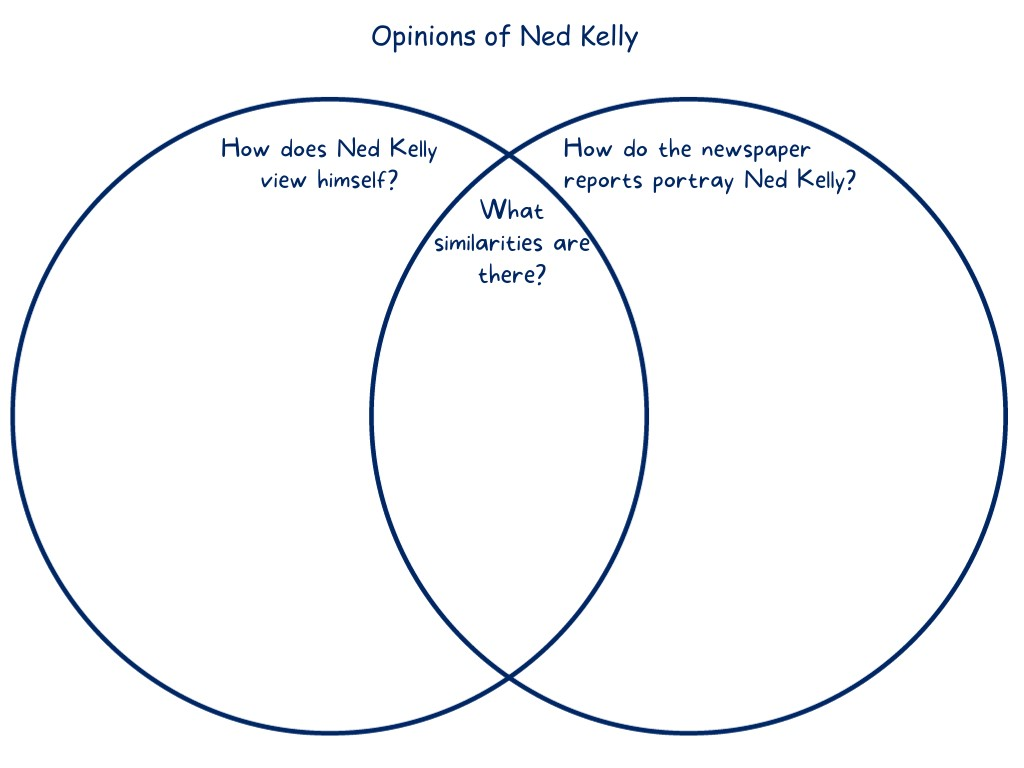 Opinions of Ned Kelly
How does Ned Kelly
view himself?
How do the newspaper
reports portray Ned Kelly?
What
similarities are
there?